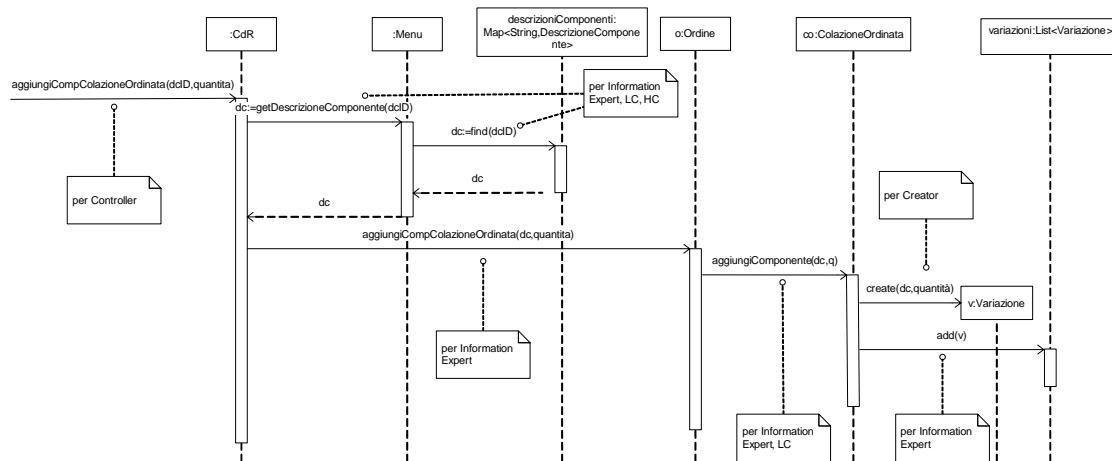 :CdR
:Menu
descrizioniComponenti:
Map<String,DescrizioneCompone
nte>
o:Ordine
co:ColazioneOrdinata
variazioni:List<Variazione>
aggiungiCompColazioneOrdinata(dcID,quantita)
dc:=getDescrizioneComponente(dcID)
per Information
Expert, LC, HC
dc:=find(dcID)
per Controller
dc
dc
per Creator
aggiungiCompColazioneOrdinata(dc,quantita)
aggiungiComponente(dc,q)
create(dc,quantità)
v:Variazione
add(v)
per Information
Expert
per Information
Expert, LC
per Information
Expert